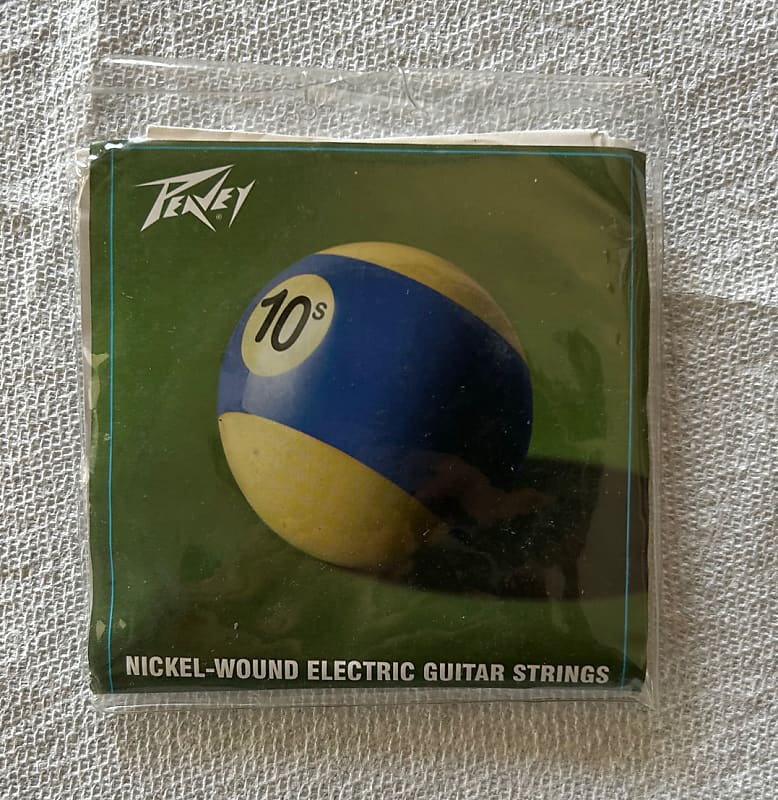 PEAVEY®
10s
NICKEL-WOUND ELECTRIC GUITAR STRINGS